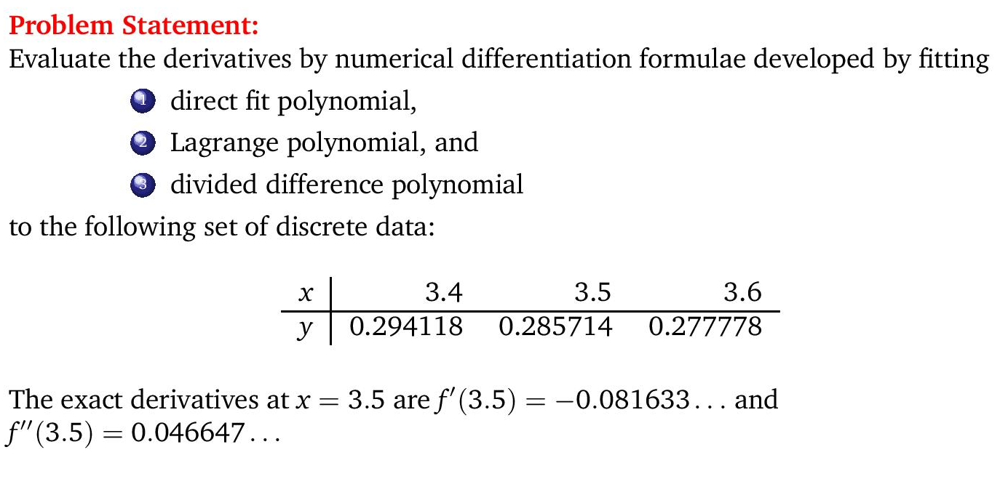 Problem Statement:
Evaluate the derivatives by numerical differentiation formulae developed by fitting
1 direct fit polynomial,
2 Lagrange polynomial, and
3 divided difference polynomial
to the following set of discrete data:
x 3.4 3.5 3.6
y 0.294118 0.285714 0.277778
The exact derivatives at x = 3.5 are f′(3.5) = −0.081633... and
f′′(3.5) = 0.046647...